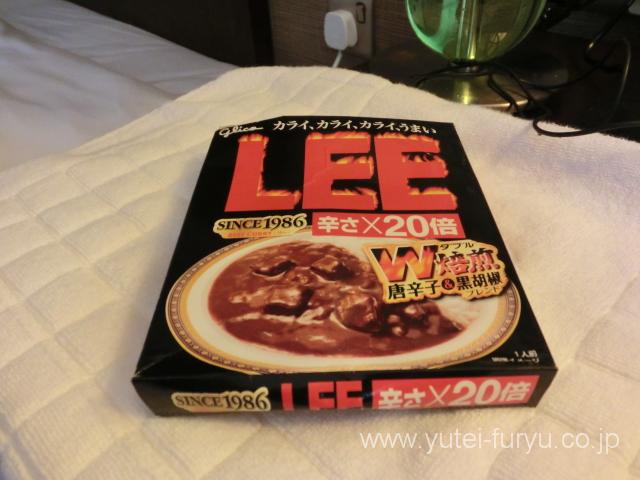 glico
カライ、カライ、カライ、うまい
LEE
SINCE1986
辛さ×20倍
ダブル
W焙煎
唐辛子&黒胡椒
ブレンド
1人前
SINCE1986
LEE
辛さ×20倍
www.yutei-furyu.co.jp